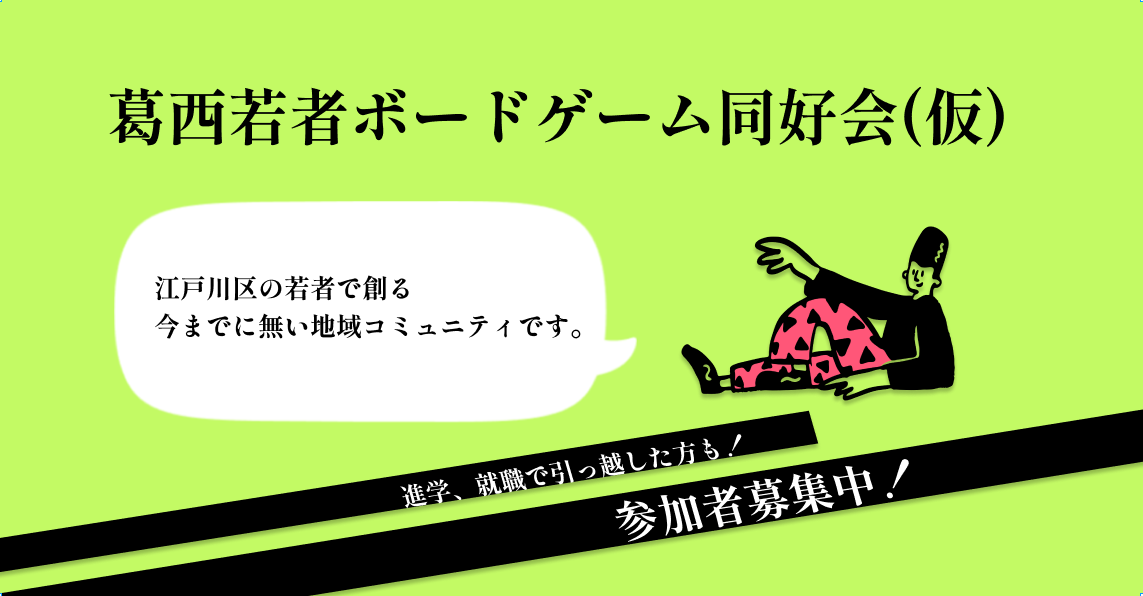 葛西若者ボードゲーム同好会(仮)
江戸川区の若者で創る
今までに無い地域コミュニティです。
進学、就職で引っ越した方も！
参加者募集中！